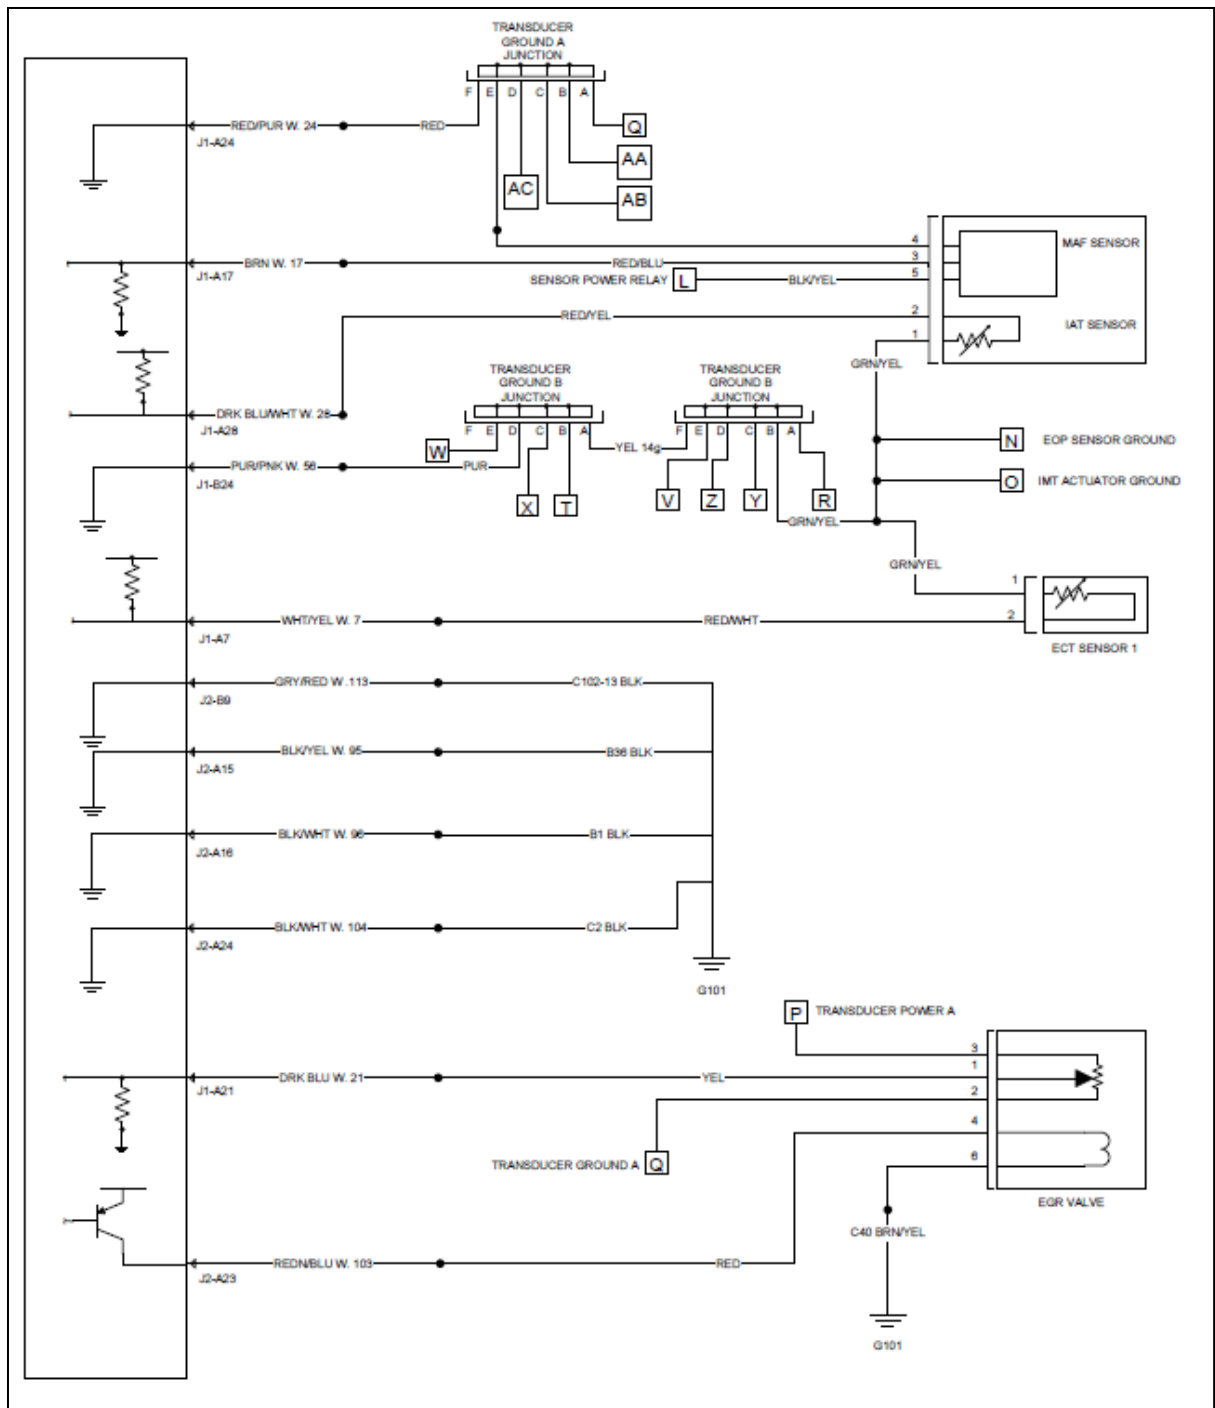 TRANSDUCER
GROUND A
JUNCTION
F E D C B A
RED/PUR W. 24
RED
Q
J1-A24
AA
AC
AB
4
MAF SENSOR
BRN W. 17
RED/BLU
3
J1-A17
SENSOR POWER RELAY
L
BLK/YEL
5
RED/YEL
2
IAT SENSOR
1
GRN/YEL
TRANSDUCER
GROUND B
JUNCTION
TRANSDUCER
GROUND B
JUNCTION
DRK BLU/WHT W. 28
J1-A28
F E D C B A
F E D C B A
W
YEL 14g
N
EOP SENSOR GROUND
PUR/PNK W. 56
PUR
J1-B24
O
IMT ACTUATOR GROUND
X
T
V
Z
Y
R
GRN/YEL
GRN/YEL
1
WHT/YEL W. 7
RED/WHT
2
J1-A7
ECT SENSOR 1
GRY/RED W .113
C102-13 BLK
J2-B9
BLK/YEL W. 95
B36 BLK
J2-A15
BLK/WHT W. 96
B1 BLK
J2-A16
BLK/WHT W. 104
C2 BLK
J2-A24
G101
P
TRANSDUCER POWER A
3
1
DRK BLU W. 21
YEL
J1-A21
2
4
TRANSDUCER GROUND A
Q
6
EGR VALVE
C40 BRN/YEL
REDN/BLU W. 103
RED
J2-A23
G101